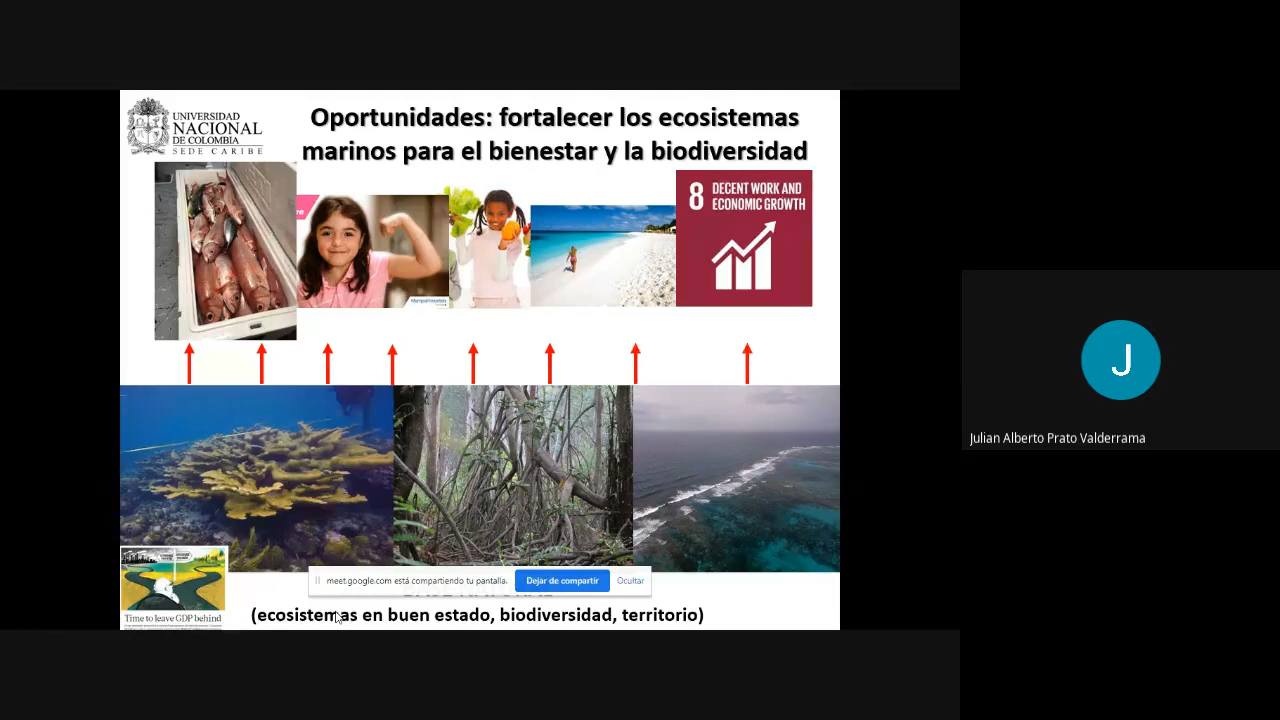 UNIVERSIDAD
NACIONAL
DE COLOMBIA
SEDE CARIBE
Oportunidades: fortalecer los ecosistemas
marinos para el bienestar y la biodiversidad
8 DECENT WORK AND
ECONOMIC GROWTH
meet.google.com está compartiendo tu pantalla.
Dejar de compartir
Ocultar
Time to leave GDP behind
(ecosistemas en buen estado, biodiversidad, territorio)
J
Julian Alberto Prato Valderrama